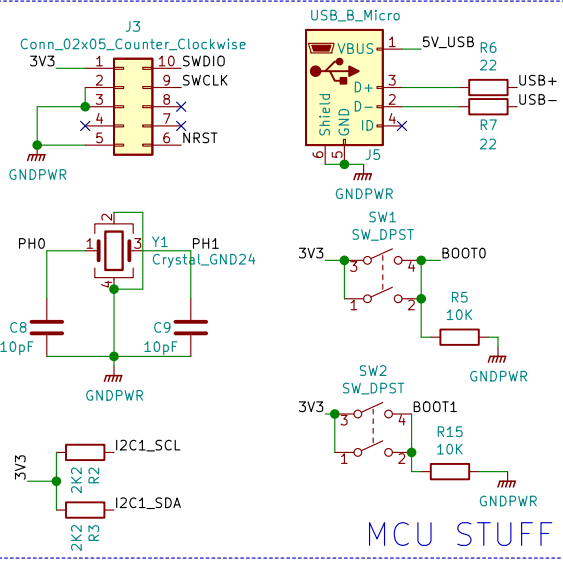 J3
Conn_02x05_Counter_Clockwise
3V3
1
10
SWDIO
2
9
SWCLK
3
8
4
7
5
6
NRST
GNDPWR
USB_B_Micro
VBUS
1
5V_USB
R6
22
D+
3
USB+
D-
2
USB-
ID
4
R7
22
Shield
GND
6
5
J5
GNDPWR
PH0
2
1
3
4
Y1
Crystal_GND24
PH1
C8
10pF
C9
10pF
GNDPWR
SW1
SW_DPST
3V3
3
4
BOOT0
1
2
R5
10K
GNDPWR
SW2
SW_DPST
3V3
3
4
BOOT1
1
2
R15
10K
GNDPWR
3V3
I2C1_SCL
2K2
R2
I2C1_SDA
2K2
R3
MCU STUFF